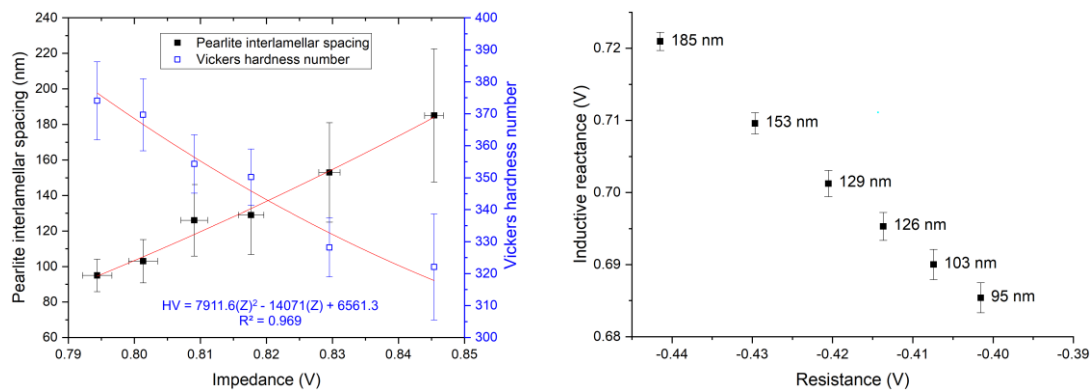 240
220
200
180
160
140
120
100
80
60
Pearlite interlamellar spacing (nm)
Pearlite interlamellar spacing
Vickers hardness number
HV = 7911.6(Z)² - 14071(Z) + 6561.3
R² = 0.969
0.79 0.80 0.81 0.82 0.83 0.84 0.85
Impedance (V)
400
390
380
370
360
350
340
330
320
310
300
Vickers hardness number
0.72
0.71
0.70
0.69
0.68
Inductive reactance (V)
185 nm
153 nm
129 nm
126 nm
103 nm
95 nm
-0.44 -0.43 -0.42 -0.41 -0.40 -0.39
Resistance (V)